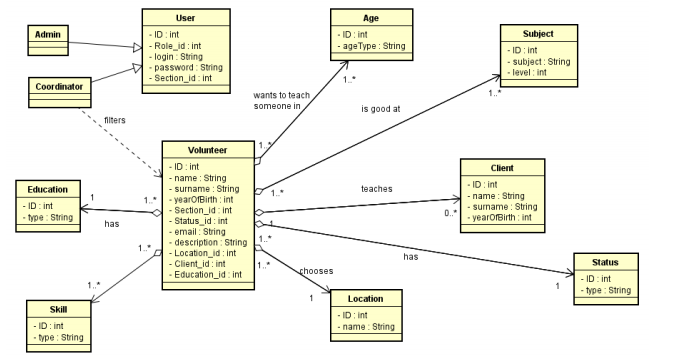 Admin
Coordinator
User
- ID : int
- Role_id : int
- login : String
- password : String
- Section_id : int
Age
- ID : int
- ageType : String
Subject
- ID : int
- subject : String
- level : int
filters
wants to teach
someone in
1..*
1..*
is good at
1..*
1..*
Volunteer
- ID : int
- name : String
- surname : String
- yearOfBirth : int
- Section_id : int
- Status_id : int
- email : String
- description : String
- Location_id : int
- Client_id : int
- Education_id : int
Education
- ID : int
- type : String
1
has
1..*
teaches
1
0..*
Client
- ID : int
- name : String
- surname : String
- yearOfBirth : int
1..*
has
1
Status
- ID : int
- type : String
1..*
1..*
Skill
- ID : int
- type : String
1..*
chooses
1
Location
- ID : int
- name : String